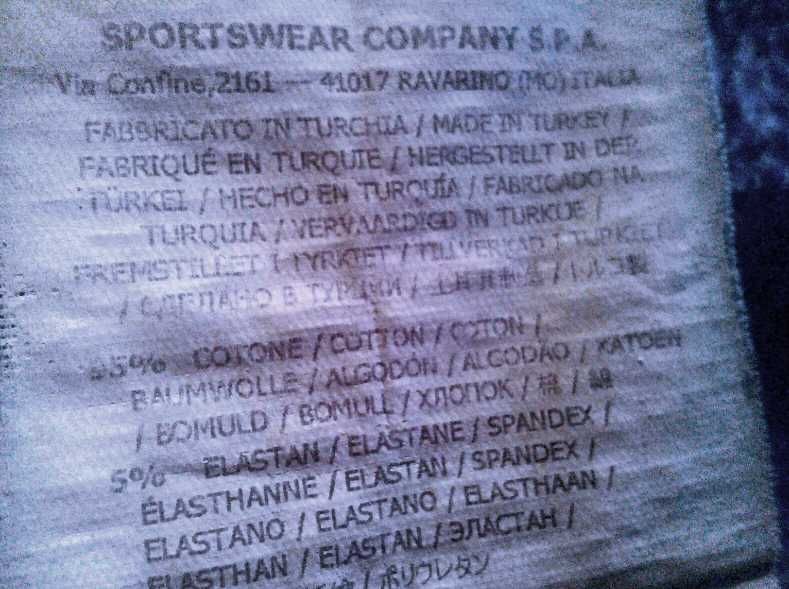 SPORTSWEAR COMPANY S.P.A.
Via Confine,2161 — 41017 RAVARINO (MO) ITALIA
FABBRICATO IN TURCHIA / MADE IN TURKEY /
FABRIQUÉ EN TURQUIE / HERGESTELLT IN DER
TÜRKEI / HECHO EN TURQUÍA / FABRICADO NA
TURQUIA / VERVAARDIGD IN TURKIJE /
FREMSTILLET I TYRKIET / TILLVERKAD I TURKIET
/ СДЕЛАНО В ТУРЦИИ / 土耳其制造 / トルコ製
95% COTONE / COTTON / COTON /
BAUMWOLLE / ALGODÓN / ALGODÃO / KATOEN
/ BOMULD / BOMULL / ХЛОПОК / 棉 / 綿
5% ELASTAN / ELASTANE / SPANDEX /
ÉLASTHANNE / ELASTAN / SPANDEX /
ELASTANO / ELASTANO / ELASTHAAN /
ELASTHAN / ELASTAN / ЭЛАСТАН /
/ ポリウレタン